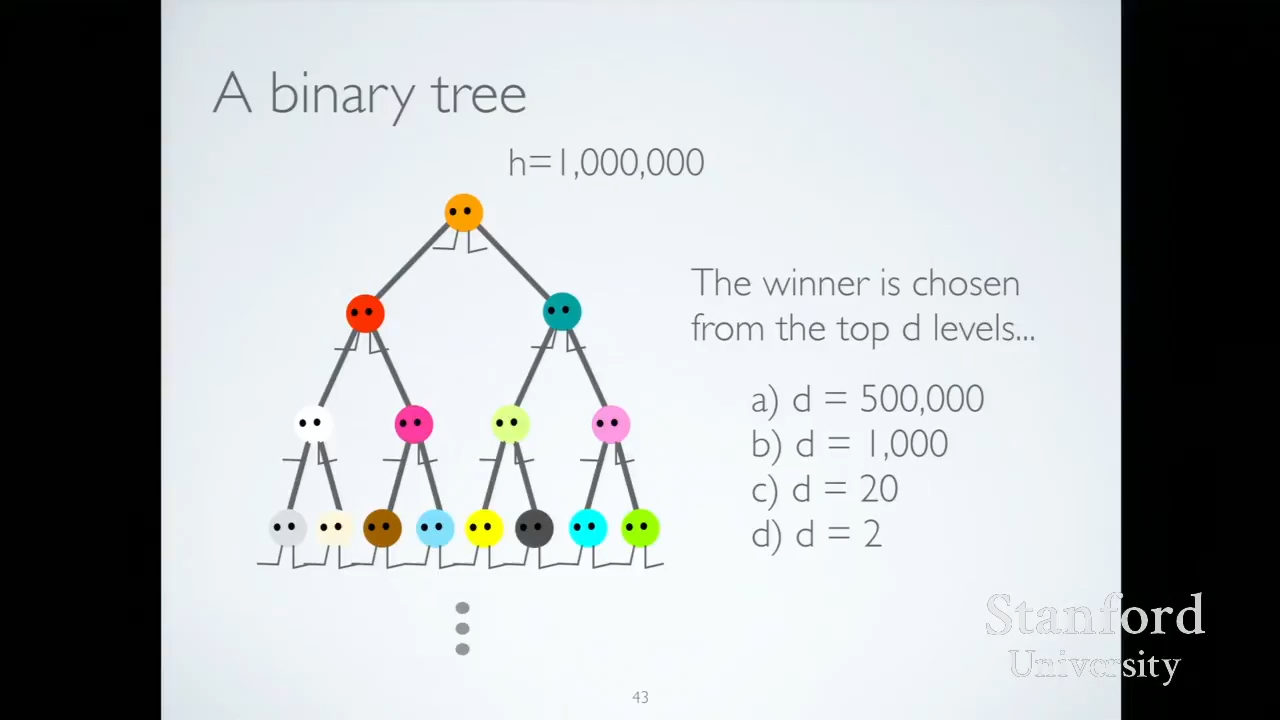 A binary tree
h=1,000,000
The winner is chosen
from the top d levels...
a) d = 500,000
b) d = 1,000
c) d = 20
d) d = 2
Stanford
University
43